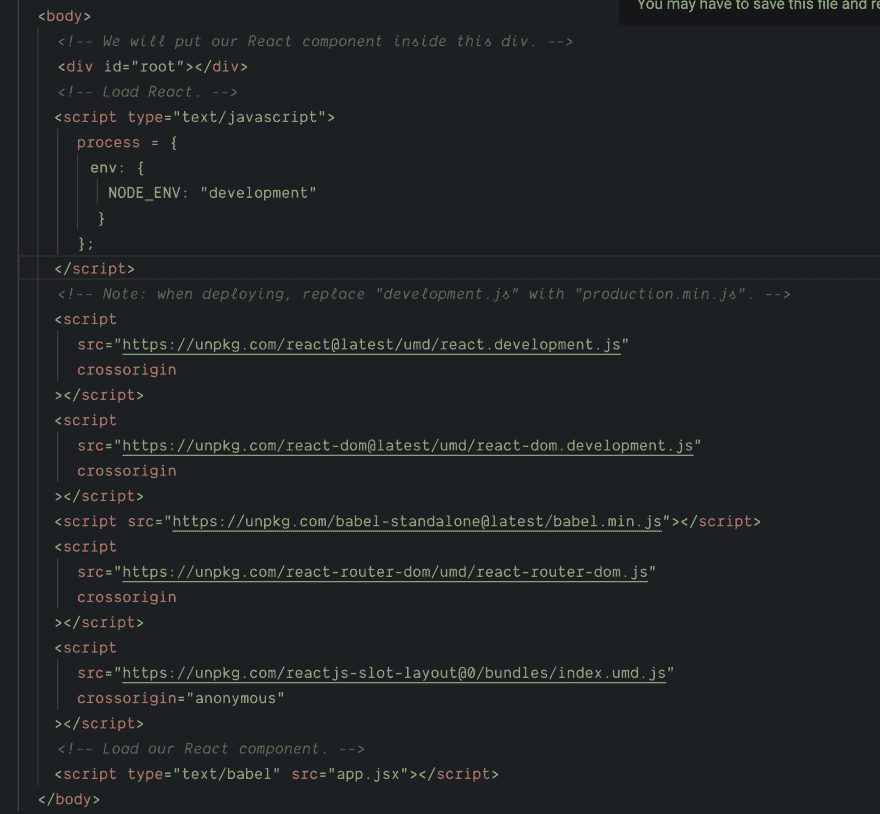 You may have to save this file and re
<body>
<!-- We will put our React component inside this div. -->
<div id="root"></div>
<!-- Load React. -->
<script type="text/javascript">
process = {
env: {
NODE_ENV: "development"
}
};
</script>
<!-- Note: when deploying, replace "development.js" with "production.min.js". -->
<script
src="https://unpkg.com/react@latest/umd/react.development.js"
crossorigin
></script>
<script
src="https://unpkg.com/react-dom@latest/umd/react-dom.development.js"
crossorigin
></script>
<script src="https://unpkg.com/babel-standalone@latest/babel.min.js"></script>
<script
src="https://unpkg.com/react-router-dom/umd/react-router-dom.js"
crossorigin
></script>
<script
src="https://unpkg.com/reactjs-slot-layout@0/bundles/index.umd.js"
crossorigin="anonymous"
></script>
<!-- Load our React component. -->
<script type="text/babel" src="app.jsx"></script>
</body>